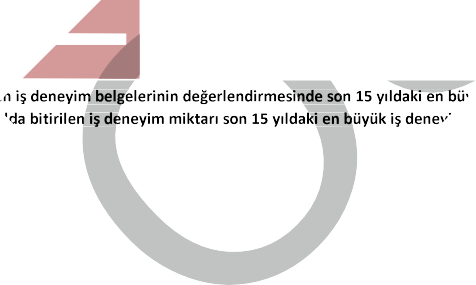 iş deneyim belgelerinin değerlendirmesinde son 15 yıldaki en
bitirilen iş deneyim miktarı son 15 yıldaki en büyük iş